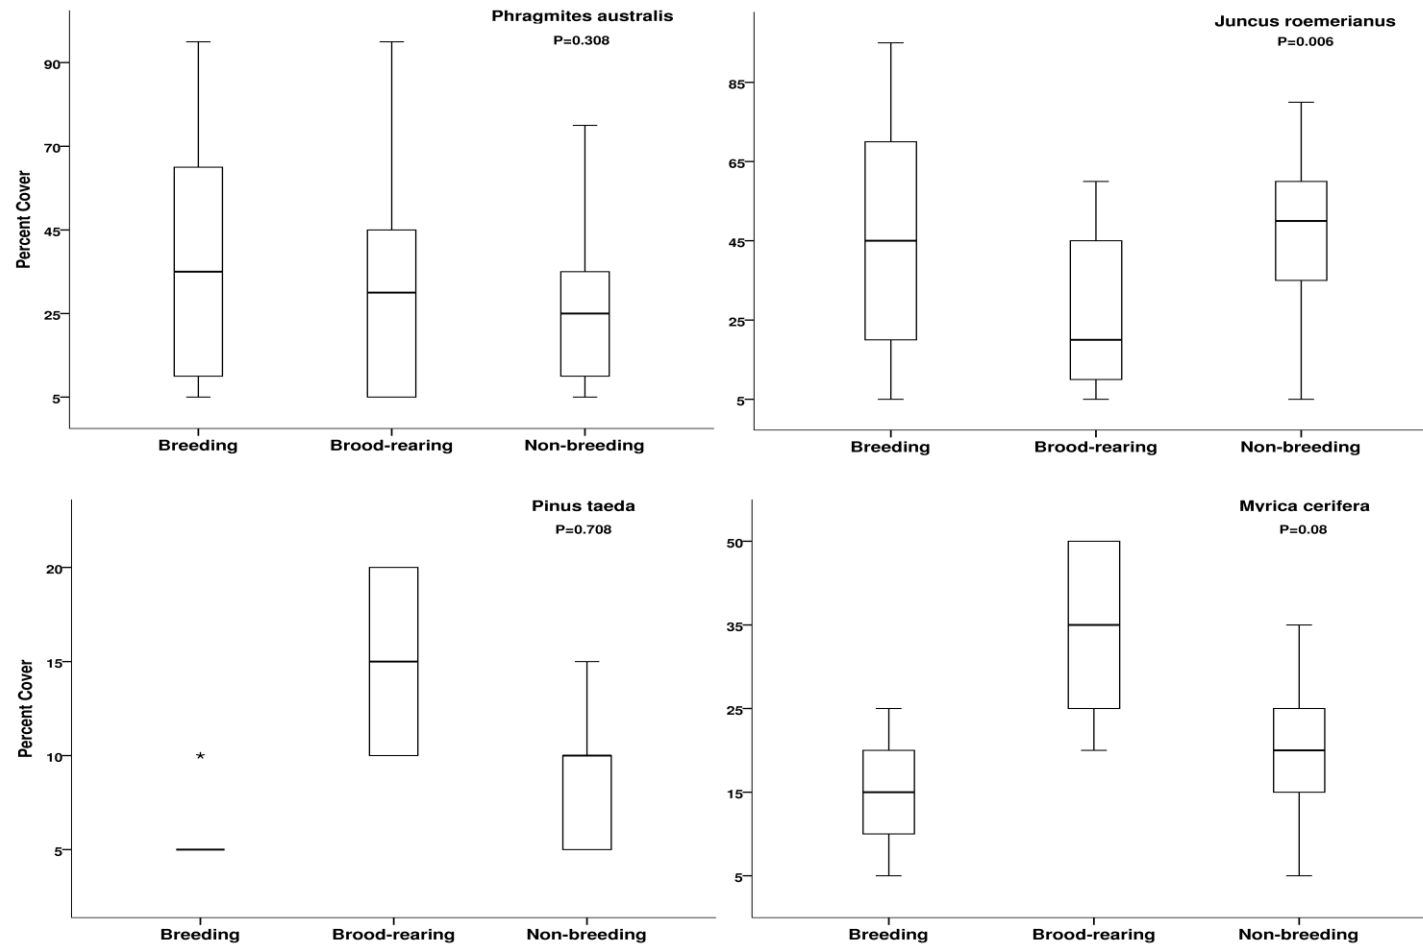 Phragmites australis
P=0.308
90
70
45
25
5
Percent Cover
Breeding Brood-rearing Non-breeding
Juncus roemerianus
P=0.006
85
65
45
25
5
Breeding Brood-rearing Non-breeding
Pinus taeda
P=0.708
20
15
10
5
Percent Cover
*
Breeding Brood-rearing Non-breeding
Myrica cerifera
P=0.08
50
35
25
15
5
Breeding Brood-rearing Non-breeding